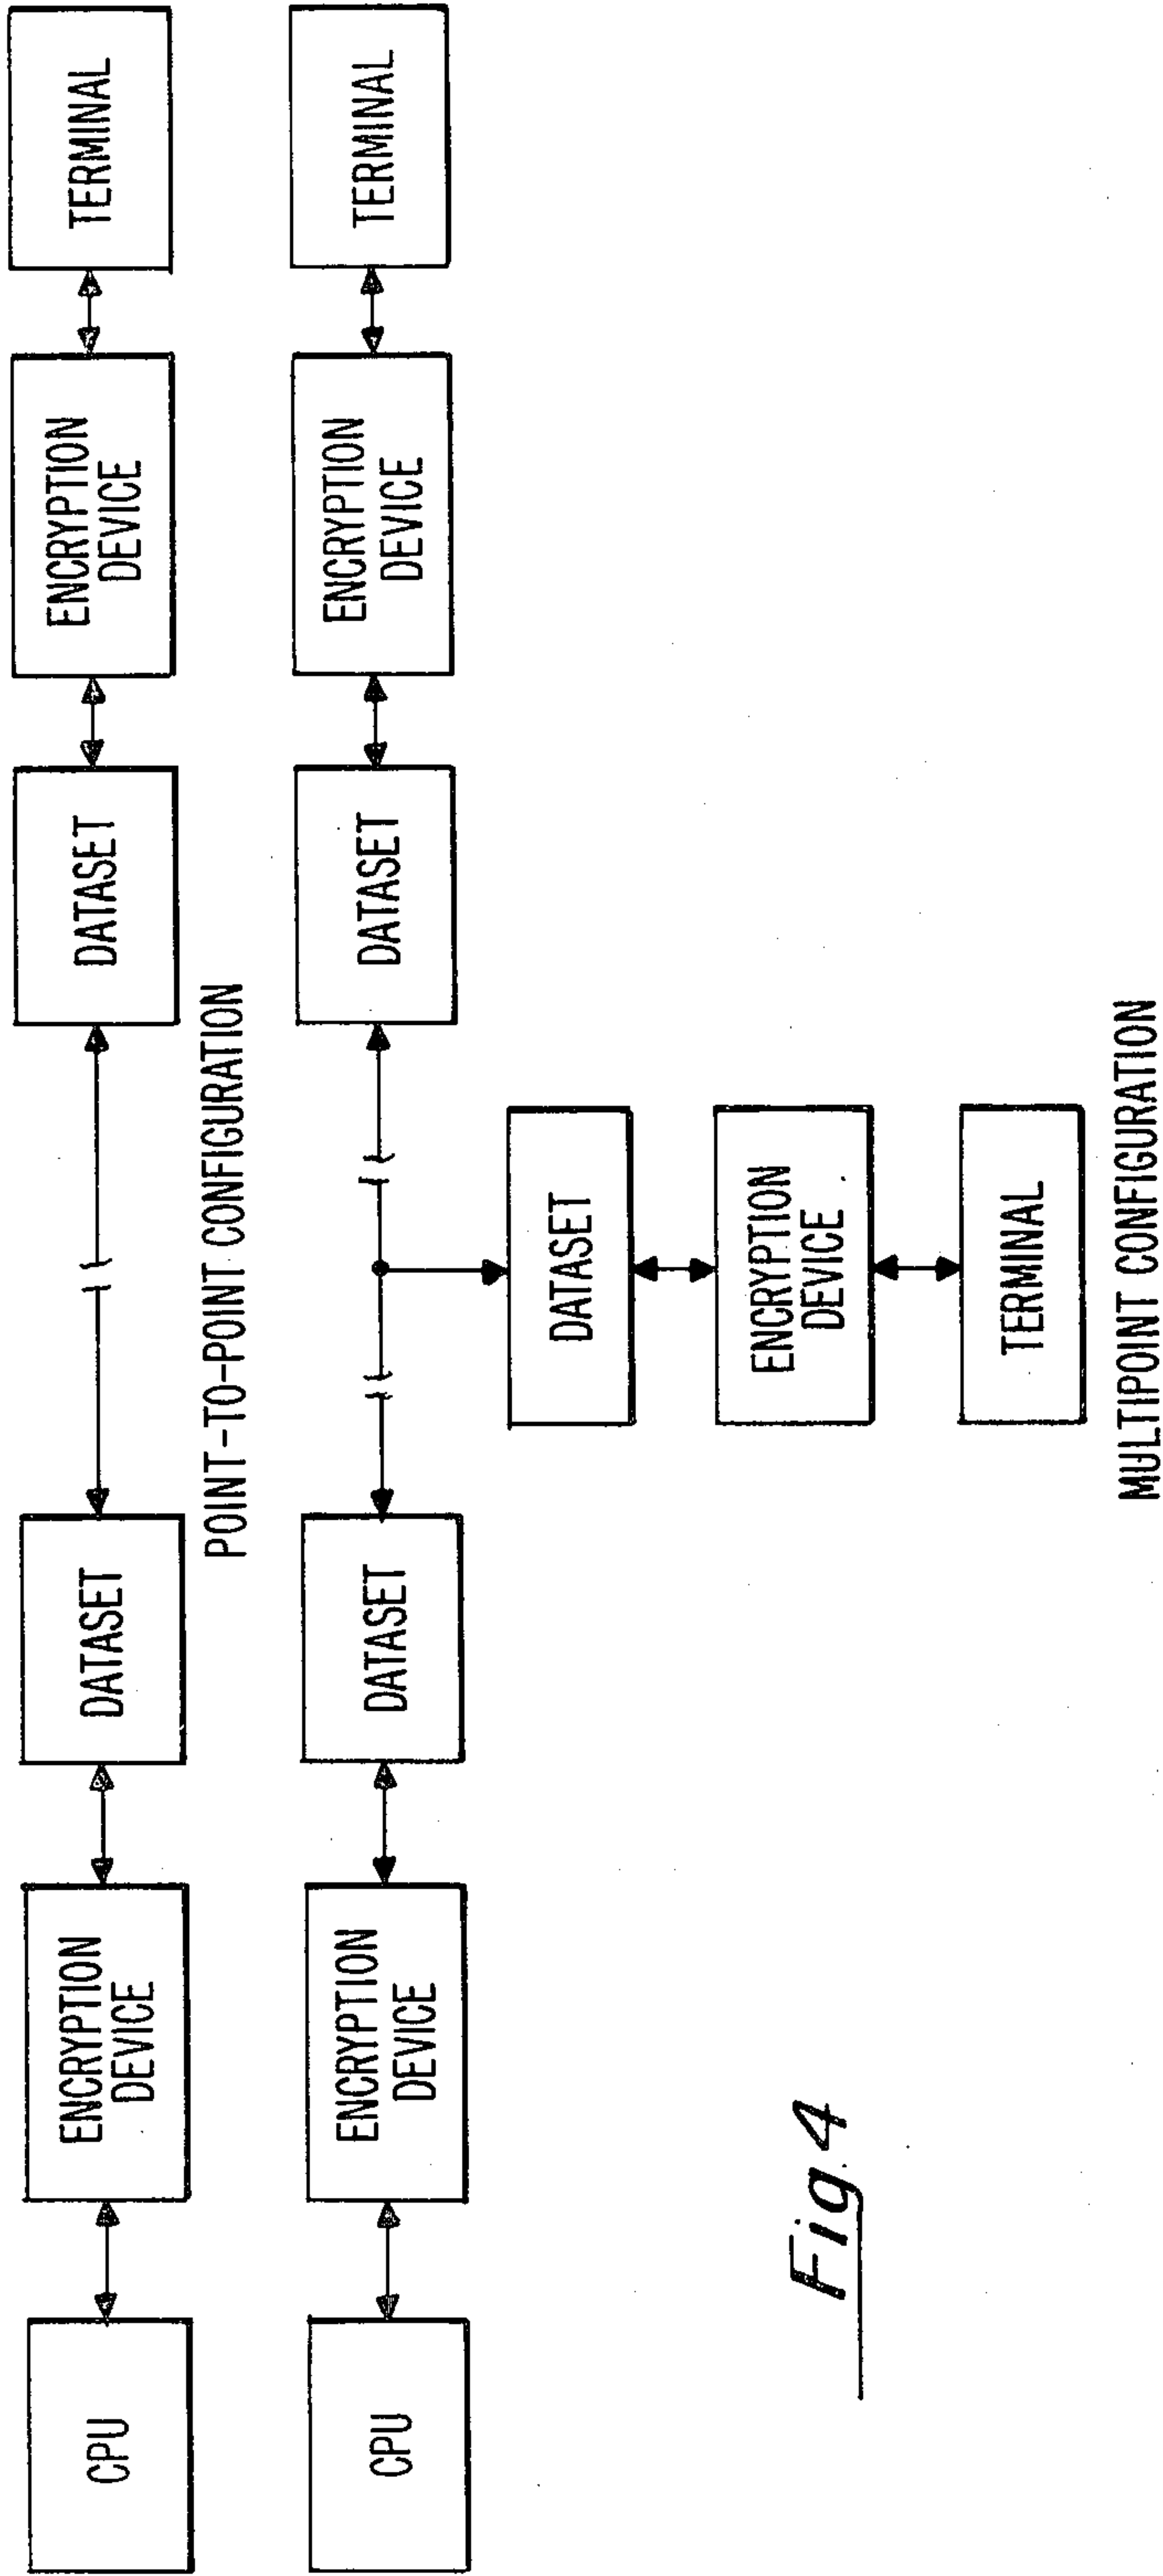 CPU
ENCRYPTION
DEVICE
DATASET
DATASET
ENCRYPTION
DEVICE
TERMINAL
POINT-TO-POINT CONFIGURATION
CPU
ENCRYPTION
DEVICE
DATASET
DATASET
ENCRYPTION
DEVICE
TERMINAL
DATASET
ENCRYPTION
DEVICE
TERMINAL
MULTIPOINT CONFIGURATION
Fig. 4